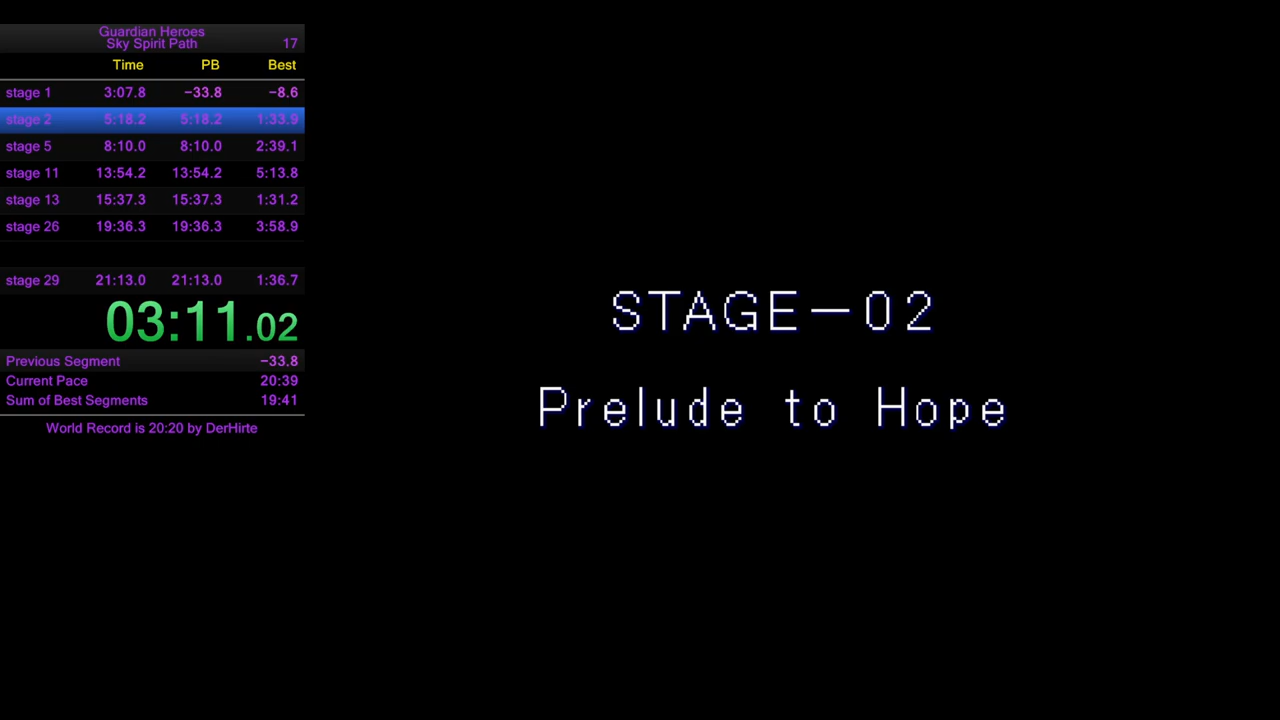 Guardian Heroes
Sky Spirit Path 17
Time PB Best
stage 1 3:07.8 −33.8 −8.6
stage 2 5:18.2 5:18.2 1:33.9
stage 5 8:10.0 8:10.0 2:39.1
stage 11 13:54.2 13:54.2 5:13.8
stage 13 15:37.3 15:37.3 1:31.2
stage 26 19:36.3 19:36.3 3:58.9
stage 29 21:13.0 21:13.0 1:36.7
03:11.02
Previous Segment −33.8
Current Pace 20:39
Sum of Best Segments 19:41
World Record is 20:20 by DerHirte
STAGE-02
Prelude to Hope